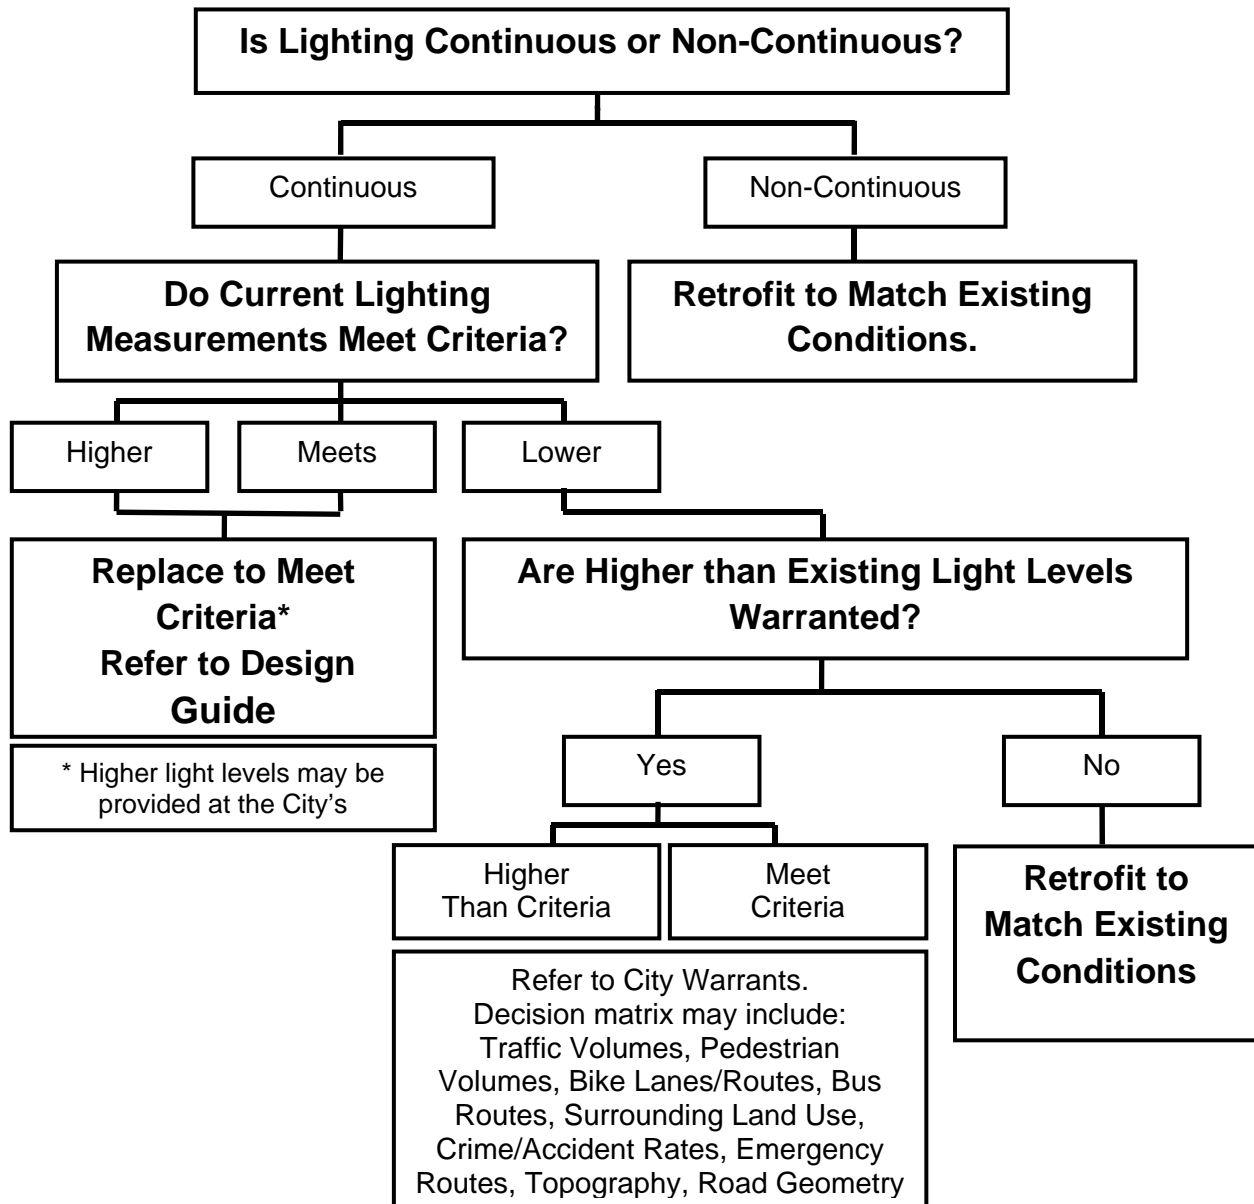 Is Lighting Continuous or Non-Continuous?
Continuous
Non-Continuous
Do Current Lighting
Measurements Meet Criteria?
Retrofit to Match Existing
Conditions.
Higher
Meets
Lower
Replace to Meet
Criteria*
Refer to Design
Guide
* Higher light levels may be
provided at the City's
Are Higher than Existing Light Levels
Warranted?
Yes
No
Higher
Than Criteria
Meet
Criteria
Retrofit to
Match Existing
Conditions
Refer to City Warrants.
Decision matrix may include:
Traffic Volumes, Pedestrian
Volumes, Bike Lanes/Routes, Bus
Routes, Surrounding Land Use,
Crime/Accident Rates, Emergency
Routes, Topography, Road Geometry